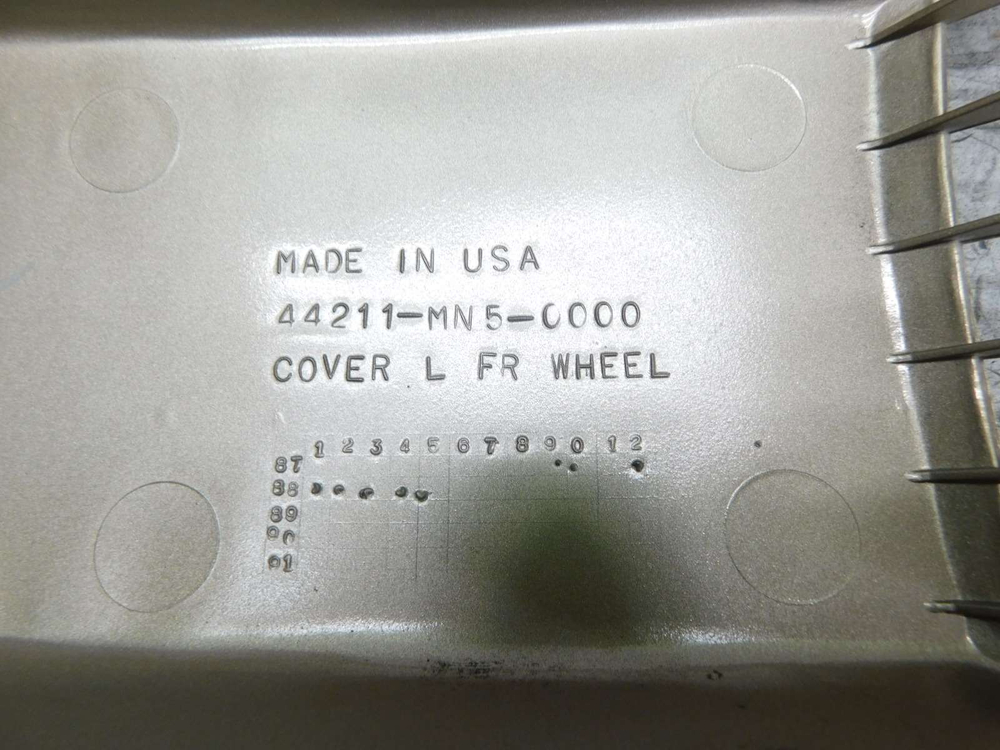 MADE IN USA
44211-MN5-0000
COVER L FR WHEEL
1 2 3 4 5 6 7 8 9 0 1 2
87
88
89
90
91